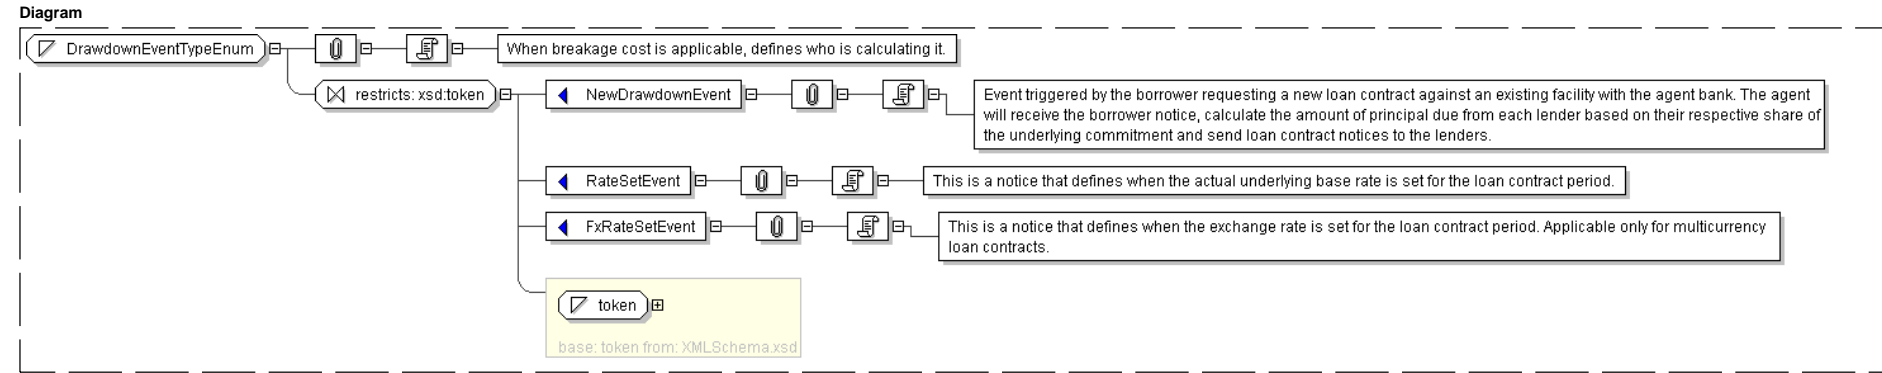 Diagram
DrawdownEventTypeEnum
When breakage cost is applicable, defines who is calculating it.
restricts: xsd:token
NewDrawdownEvent
Event triggered by the borrower requesting a new loan contract against an existing facility with the agent bank. The agent
will receive the borrower notice, calculate the amount of principal due from each lender based on their respective share of
the underlying commitment and send loan contract notices to the lenders.
RateSetEvent
This is a notice that defines when the actual underlying base rate is set for the loan contract period.
FxRateSetEvent
This is a notice that defines when the exchange rate is set for the loan contract period. Applicable only for multicurrency
loan contracts.
token
base: token from: XMLSchema.xsd